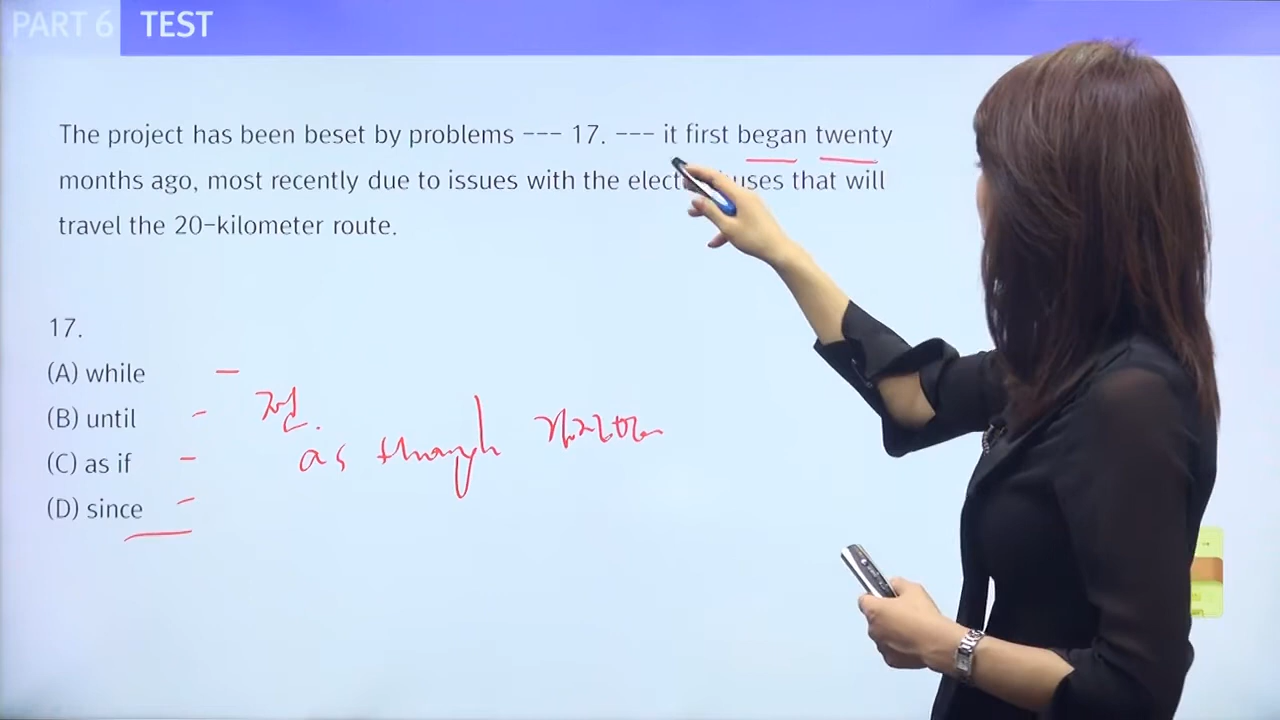 PART 6 TEST
The project has been beset by problems --- 17. --- it first began twenty
months ago, most recently due to issues with the elect uses that will
travel the 20-kilometer route.
17.
(A) while
(B) until
전.
(C) as if
as though
(D) since